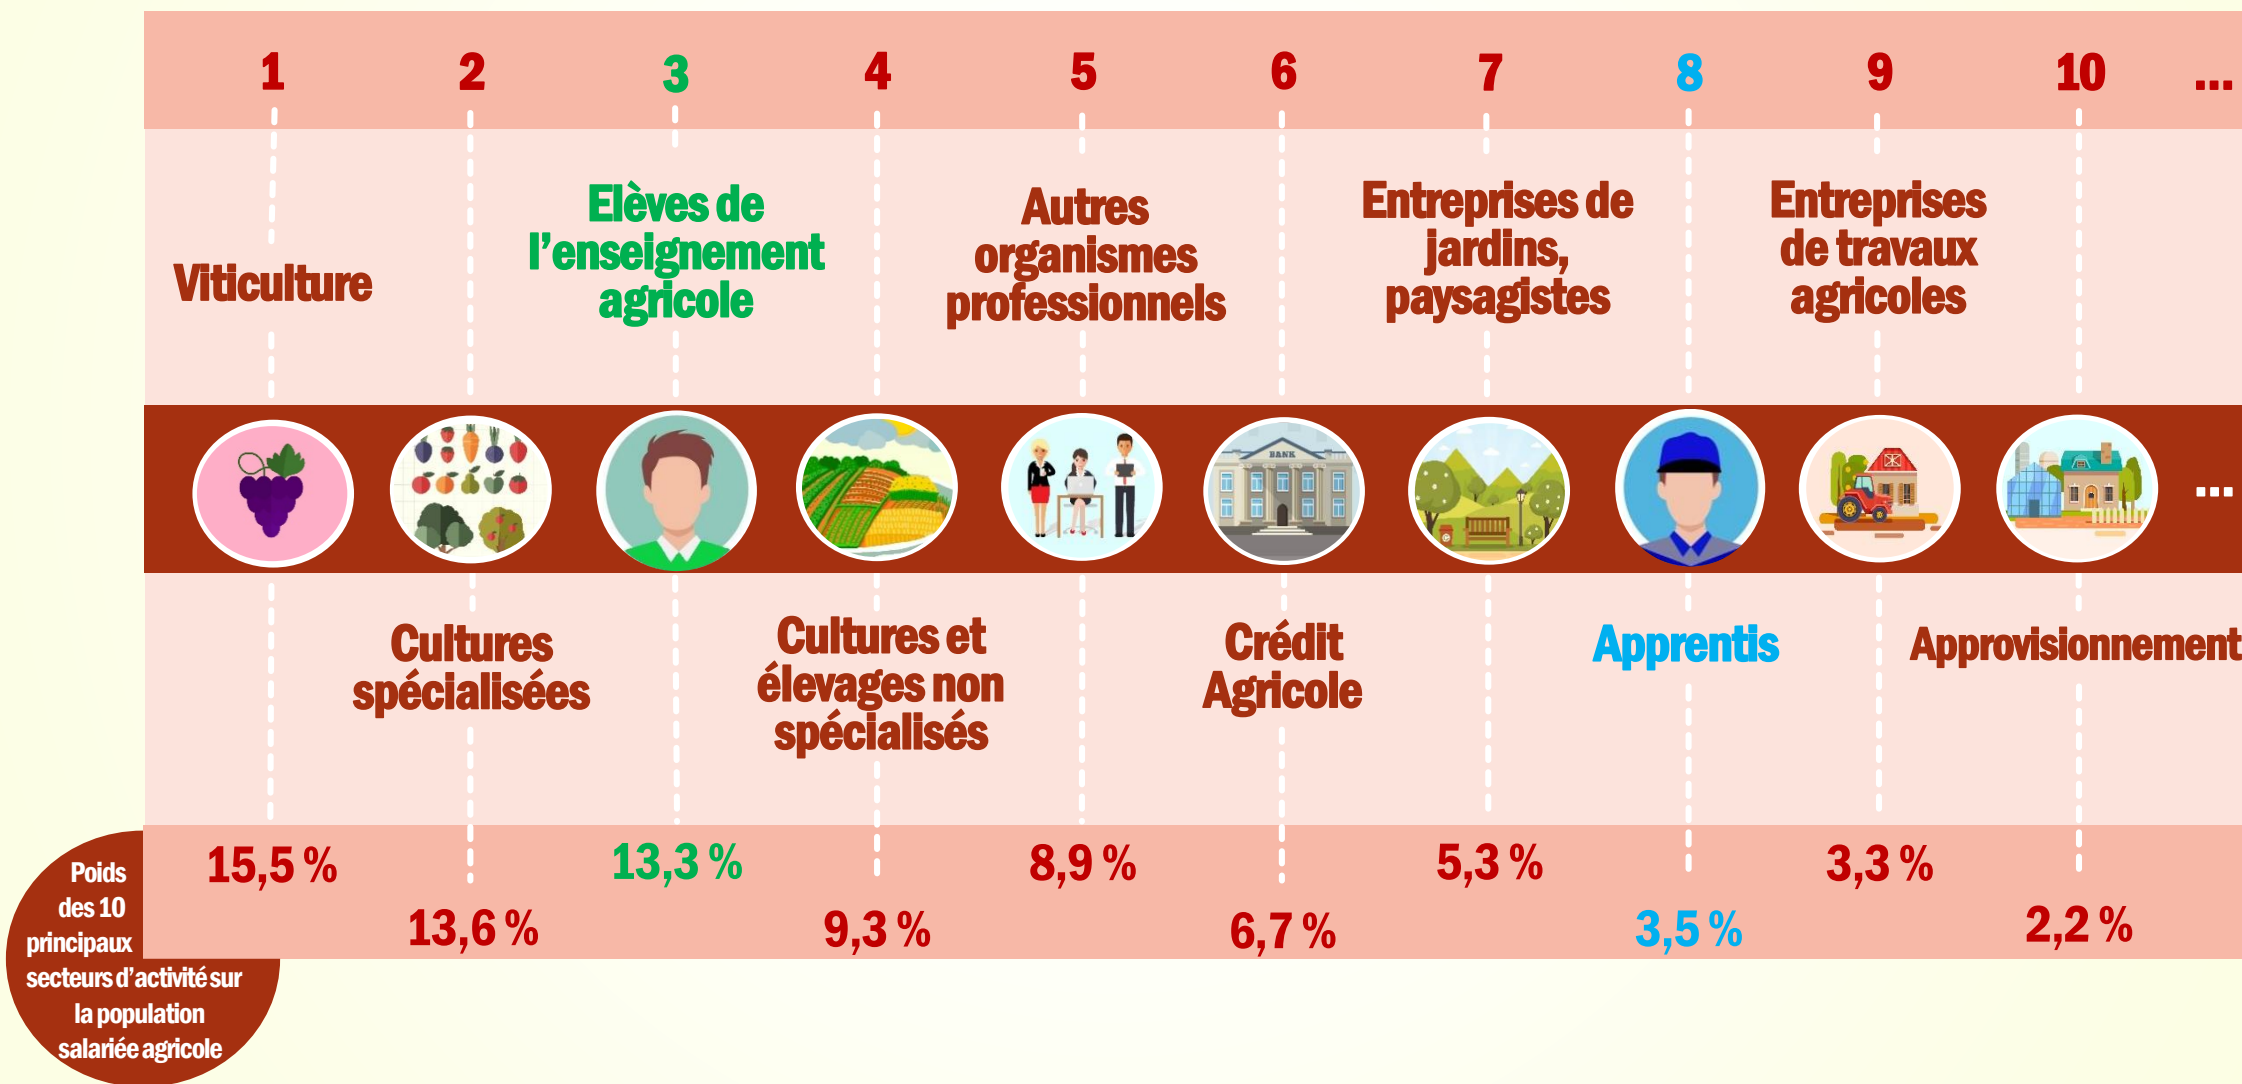 1 2 3 4 5 6 7 8 9 10 ...
Viticulture
Elèves de
l'enseignement
agricole
Autres
organismes
professionnels
Entreprises de
jardins,
paysagistes
Entreprises
de travaux
agricoles
BANK
...
Cultures
spécialisées
Cultures et
élevages non
spécialisés
Crédit
Agricole
Apprentis
Approvisionnement
15,5 % 13,3 % 8,9 % 5,3 % 3,3 %
13,6 % 9,3 % 6,7 % 3,5 % 2,2 %
Poids
des 10
principaux
secteurs d'activité sur
la population
salariée agricole